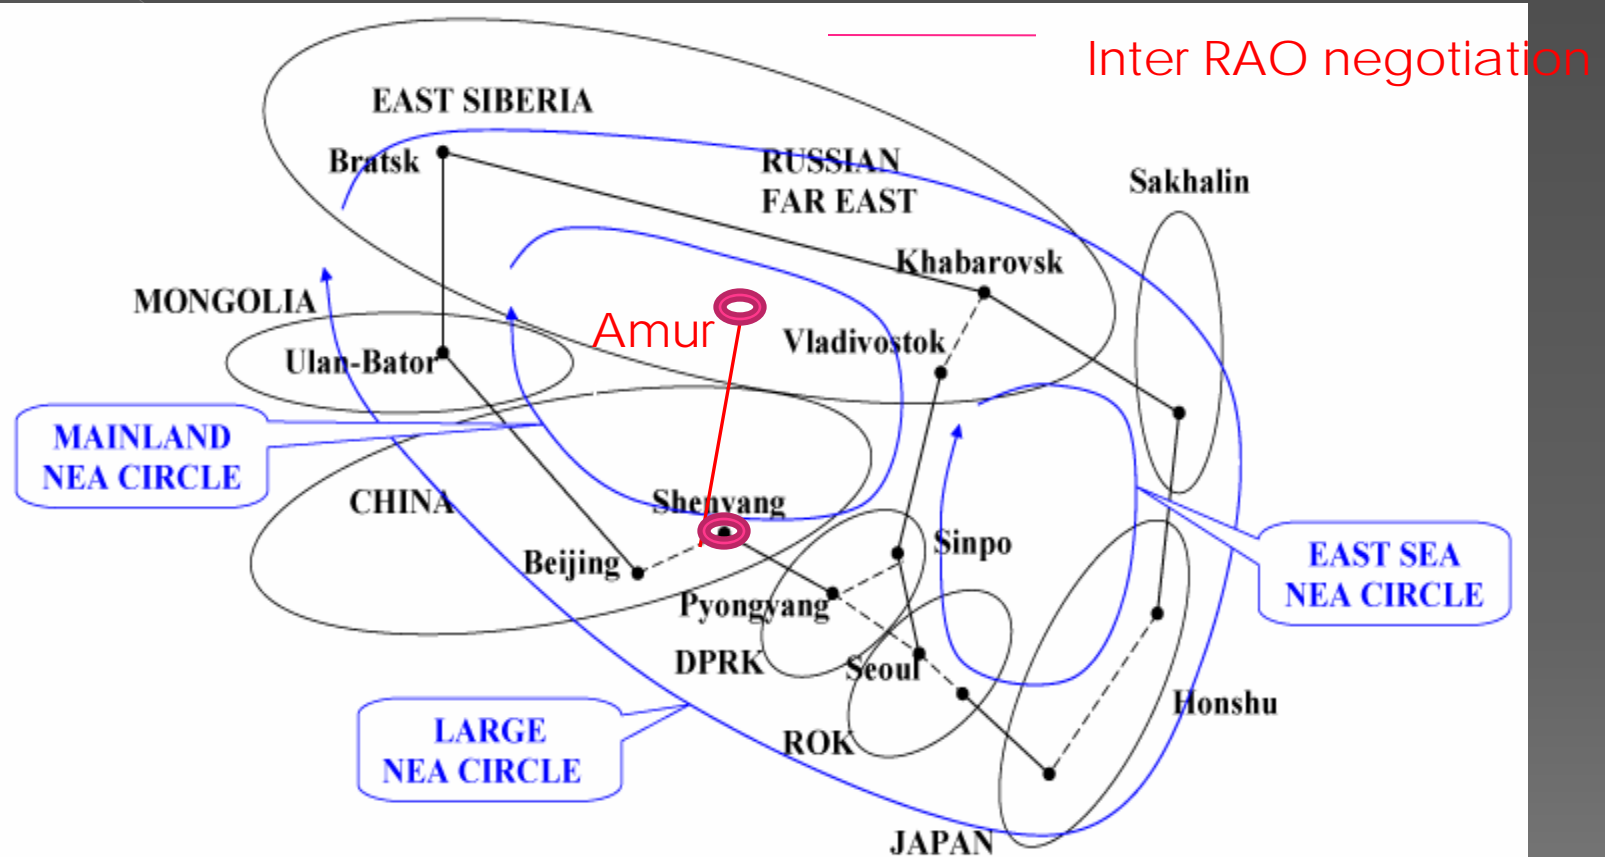 Inter RAO negotiation
EAST SIBERIA
Bratsk
RUSSIAN
FAR EAST
Sakhalin
Khabarovsk
MONGOLIA
Amur
Vladivostok
Ulan-Bator
MAINLAND
NEA CIRCLE
CHINA
Shenyang
Beijing
Sinpo
EAST SEA
NEA CIRCLE
Pyongyang
DPRK
Seoul
Honshu
LARGE
NEA CIRCLE
ROK
JAPAN